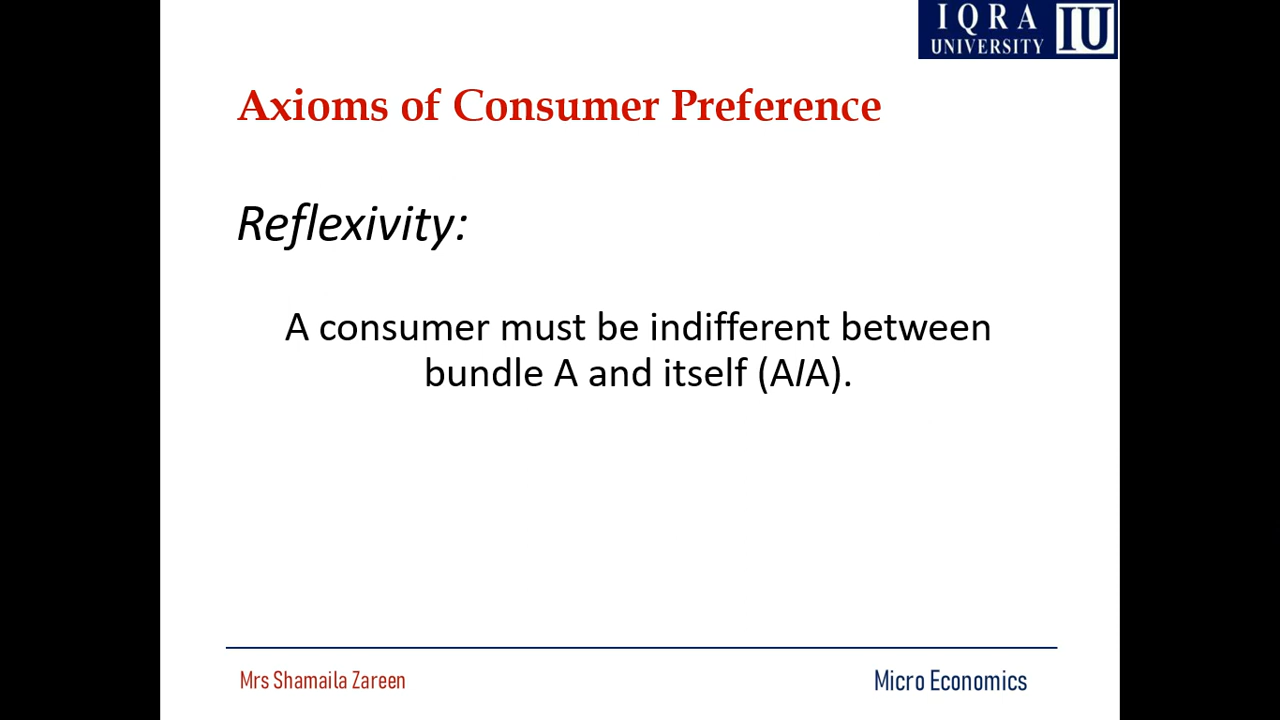 IQRA
UNIVERSITY IU
Axioms of Consumer Preference
Reflexivity:
A consumer must be indifferent between
bundle A and itself (AIA).
Mrs Shamaila Zareen
Micro Economics